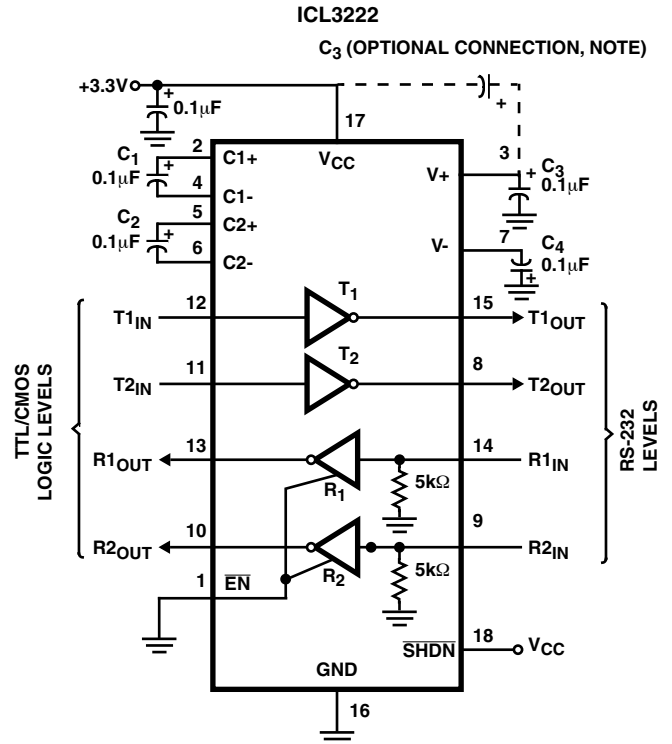 ICL3222
C3 (OPTIONAL CONNECTION, NOTE)
+3.3V
+
0.1µF
+
17
2
C1+
VCC
3
C1
0.1µF
+
4
C1-
V+
+
C3
0.1µF
5
C2+
C2
0.1µF
+
6
C2-
V-
7
C4
0.1µF
+
T1
T1IN
12
15
T1OUT
T2
T2IN
11
8
T2OUT
TTL/CMOS
LOGIC LEVELS
RS-232
LEVELS
R1OUT
13
14
R1IN
R1
5kΩ
R2OUT
10
9
R2IN
R2
5kΩ
1
EN
SHDN
18
VCC
GND
16